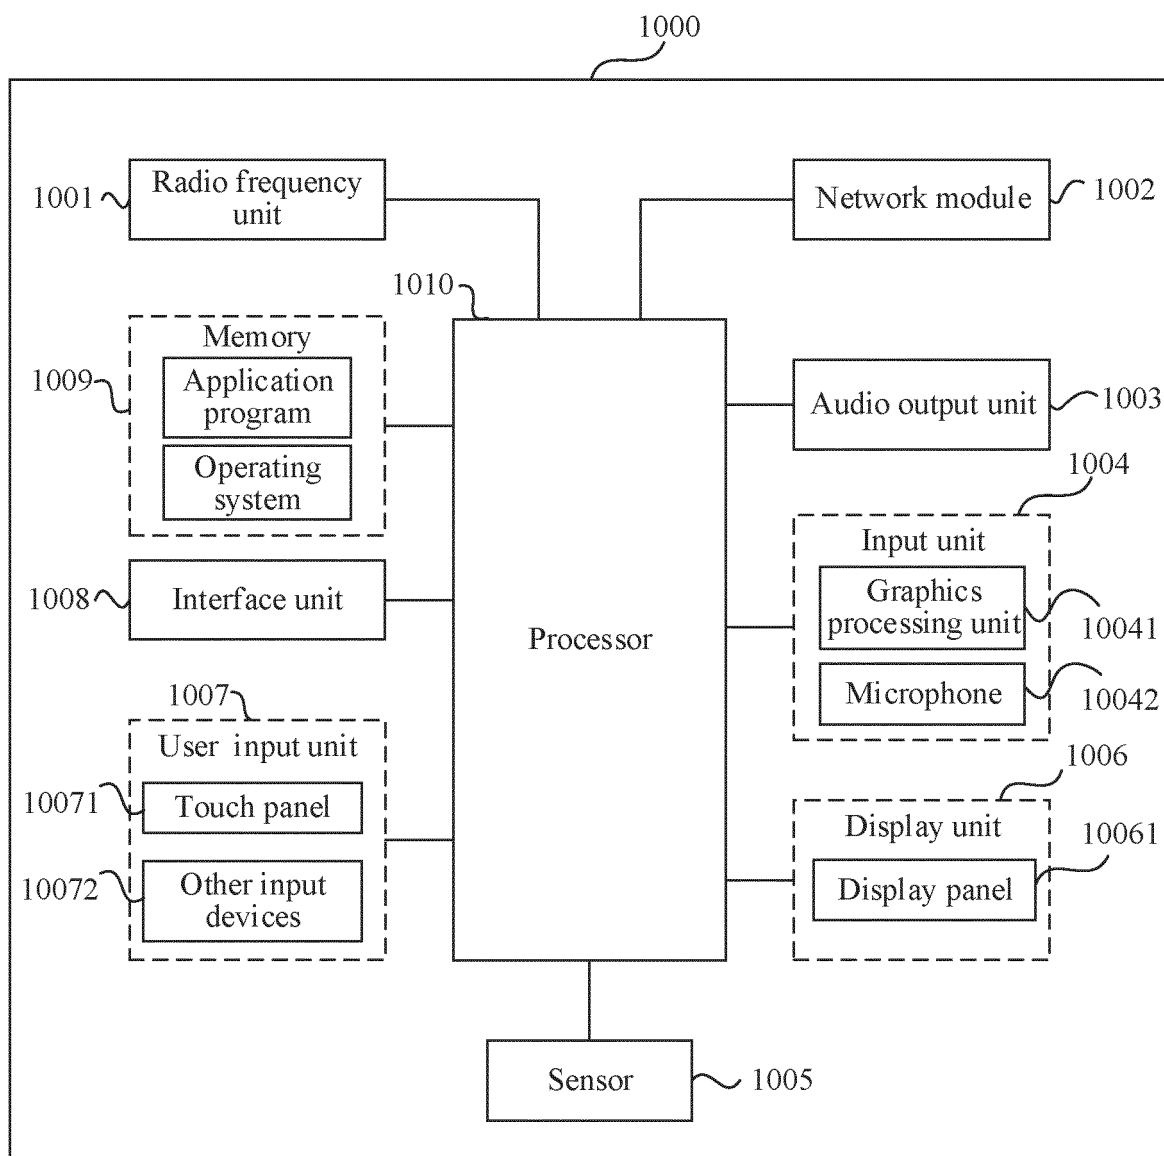 1000
1001
Radio frequency
unit
Network module
1002
1010
Memory
1009
Application
program
Operating
system
Audio output unit
1003
1004
Input unit
Graphics
processing unit
10041
Microphone
10042
1008
Interface unit
Processor
1007
User input unit
10071
Touch panel
10072
Other input
devices
1006
Display unit
10061
Display panel
Sensor
1005